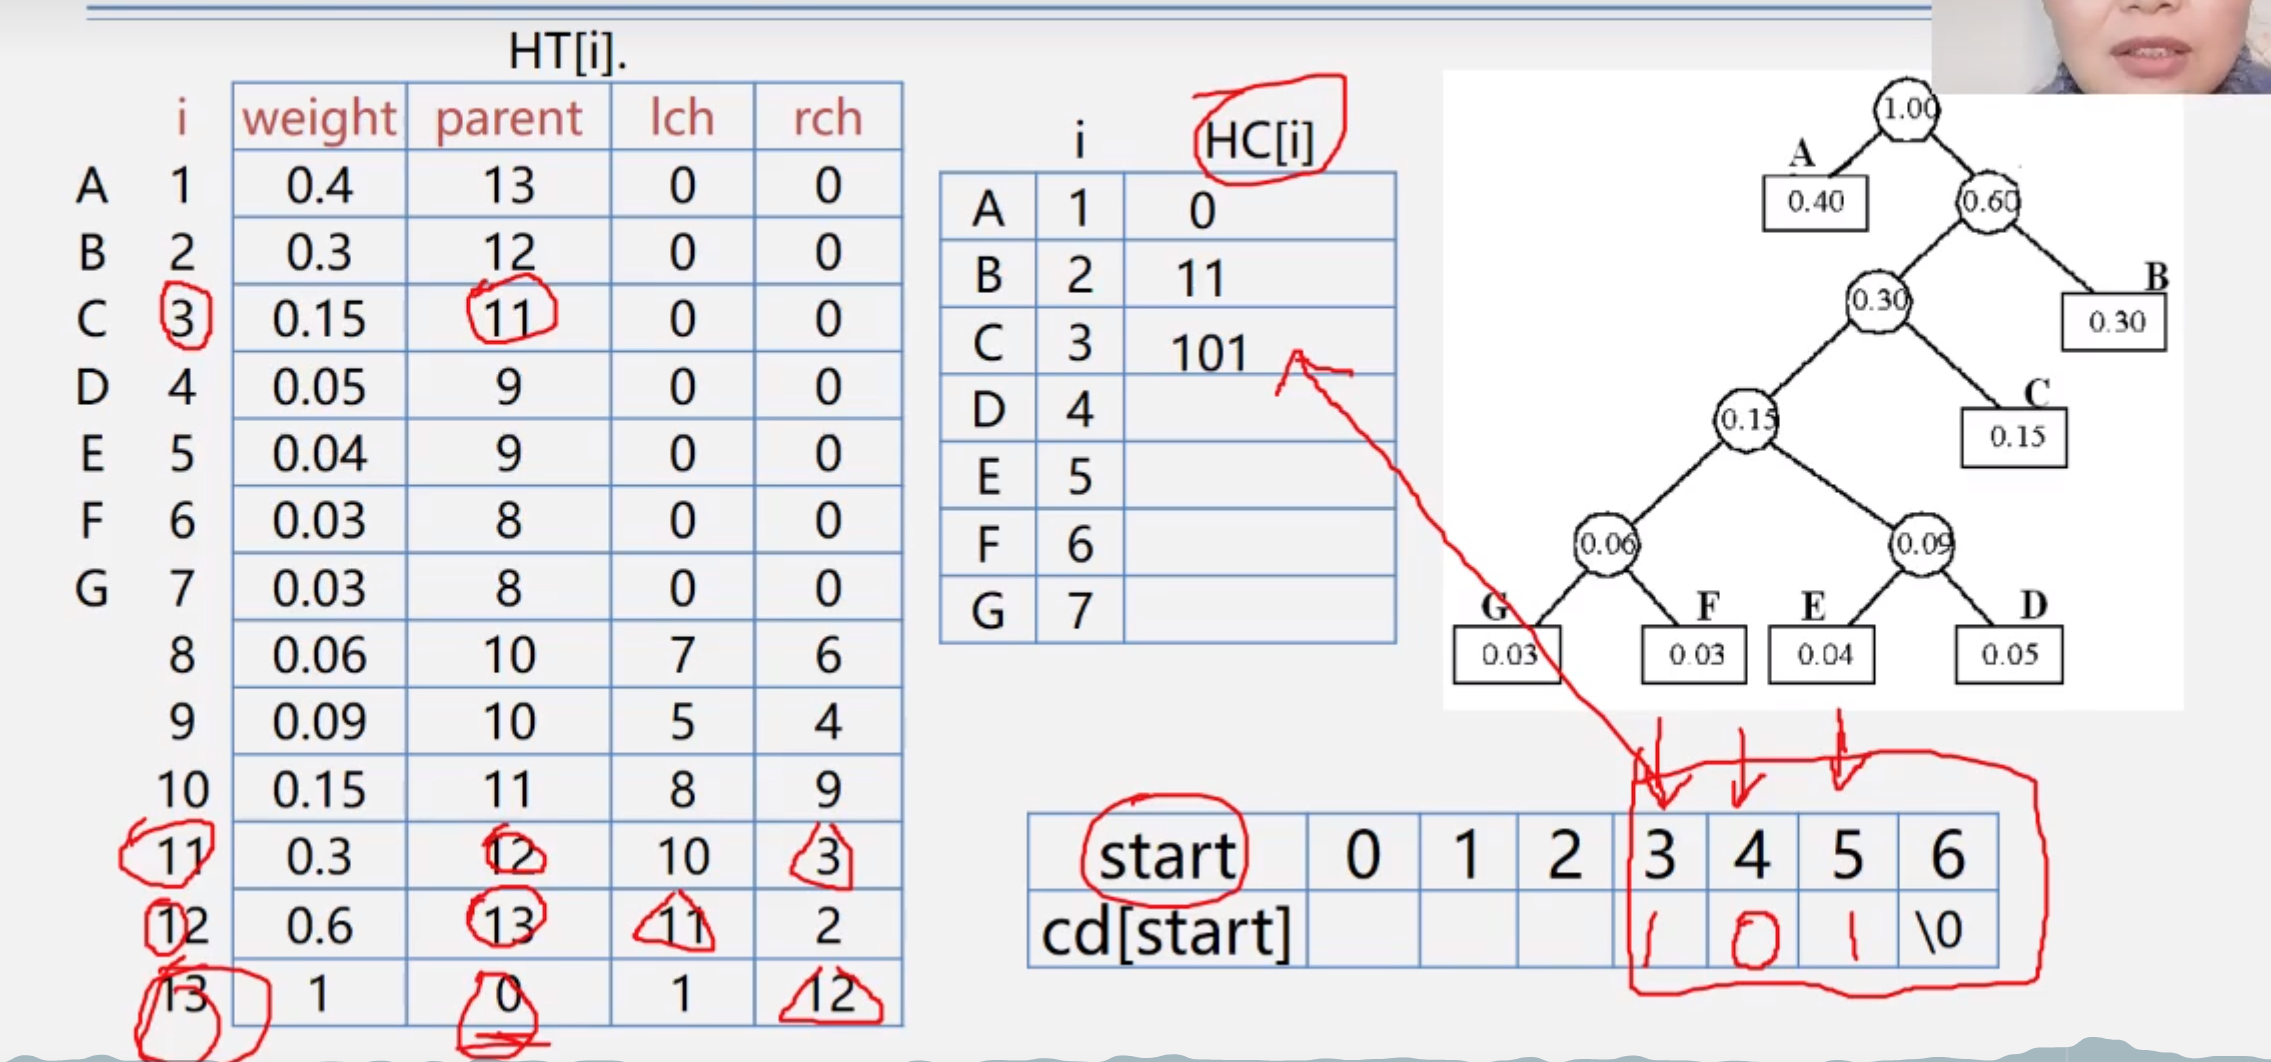 HT[i].
i weight parent lch rch
A 1 0.4 13 0 0
B 2 0.3 12 0 0
C 3 0.15 11 0 0
D 4 0.05 9 0 0
E 5 0.04 9 0 0
F 6 0.03 8 0 0
G 7 0.03 8 0 0
8 0.06 10 7 6
9 0.09 10 5 4
10 0.15 11 8 9
11 0.3 12 10 3
12 0.6 13 11 2
13 1 0 1 12
i HC[i]
A 1 0
B 2 11
C 3 101
D 4
E 5
F 6
G 7
1.00
A
0.40 0.60
B
0.30 0.30
C
0.15 0.15
0.06 0.09
G F E D
0.03 0.03 0.04 0.05
start 0 1 2 3 4 5 6
cd[start] 1 0 1 \0